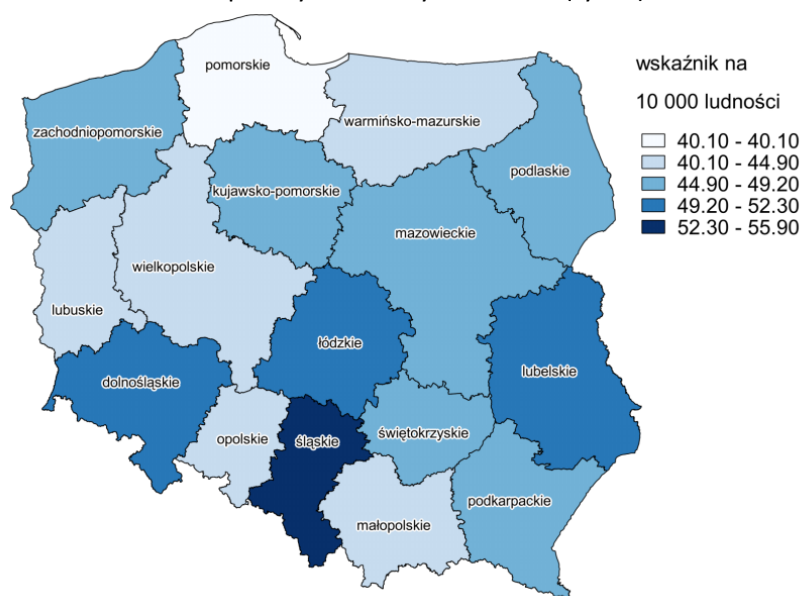 wskaźnik na
10 000 ludności
40.10 - 40.10
40.10 - 44.90
44.90 - 49.20
49.20 - 52.30
52.30 - 55.90
pomorskie
warmińsko-mazurskie
zachodniopomorskie
podlaskie
kujawsko-pomorskie
mazowieckie
wielkopolskie
lubuskie
łódzkie
lubelskie
dolnośląskie
opolskie
śląskie
świętokrzyskie
podkarpackie
małopolskie